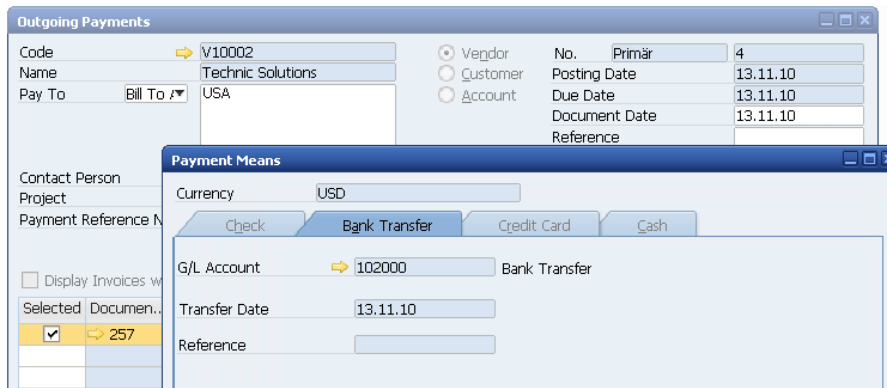 Outgoing Payments
Code V10002 Vendor No. Primär 4
Name Technic Solutions Customer Posting Date 13.11.10
Pay To Bill To USA Account Due Date 13.11.10
Document Date 13.11.10
Reference
Payment Means
Contact Person
Currency USD
Project
Payment Reference N
Check Bank Transfer Credit Card Cash
G/L Account 102000 Bank Transfer
Display Invoices w
Selected Documen.. Transfer Date 13.11.10
257
Reference